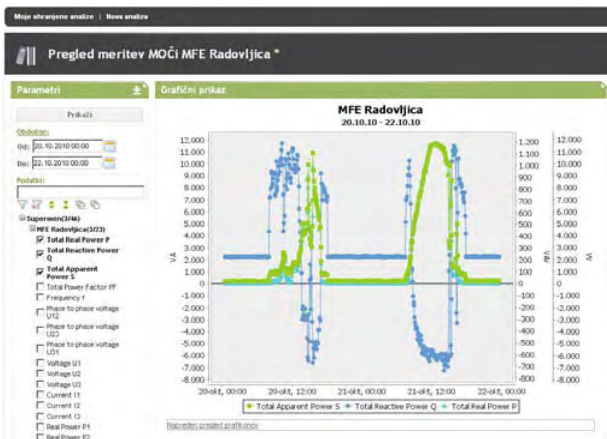 Moje shranjene analize | Nova analiza
Pregled meritev MOČi MFE Radovljica *
Parametri
Prikaži
Obdobje:
Od: 20.10.2010 00:00
Do: 22.10.2010 00:00
Podatki:
Supermen(3/46)
MFE Radovljica(3/23)
Total Real Power P
Total Reactive Power
Q
Total Apparent
Power S
Total Power Factor PF
Frequency f
Phase to phase voltage
U12
Phase to phase voltage
U23
Phase to phase voltage
U31
Voltage U1
Voltage U2
Voltage U3
Current I1
Current I2
Current I3
Real Power P1
Real Power P2
Grafični prikaz
MFE Radovljica
20.10.10 - 22.10.10
12.000
11.000
10.000
9.000
8.000
7.000
6.000
5.000
4.000
3.000
2.000
1.000
0
-1.000
-2.000
-3.000
-4.000
-5.000
-6.000
-7.000
-8.000
VA
1.200
1.100
1.000
900
800
700
600
500
400
300
200
100
0
-100
-200
-300
-400
-500
-600
-700
-800
VAr
12.000
11.000
10.000
9.000
8.000
7.000
6.000
5.000
4.000
3.000
2.000
1.000
0
-1.000
-2.000
-3.000
-4.000
-5.000
-6.000
-7.000
-8.000
W
20-okt, 00:00 20-okt, 12:00 21-okt, 00:00 21-okt, 12:00 22-okt, 00:00
Total Apparent Power S Total Reactive Power Q Total Real Power P
Napreden pregled grafikonov